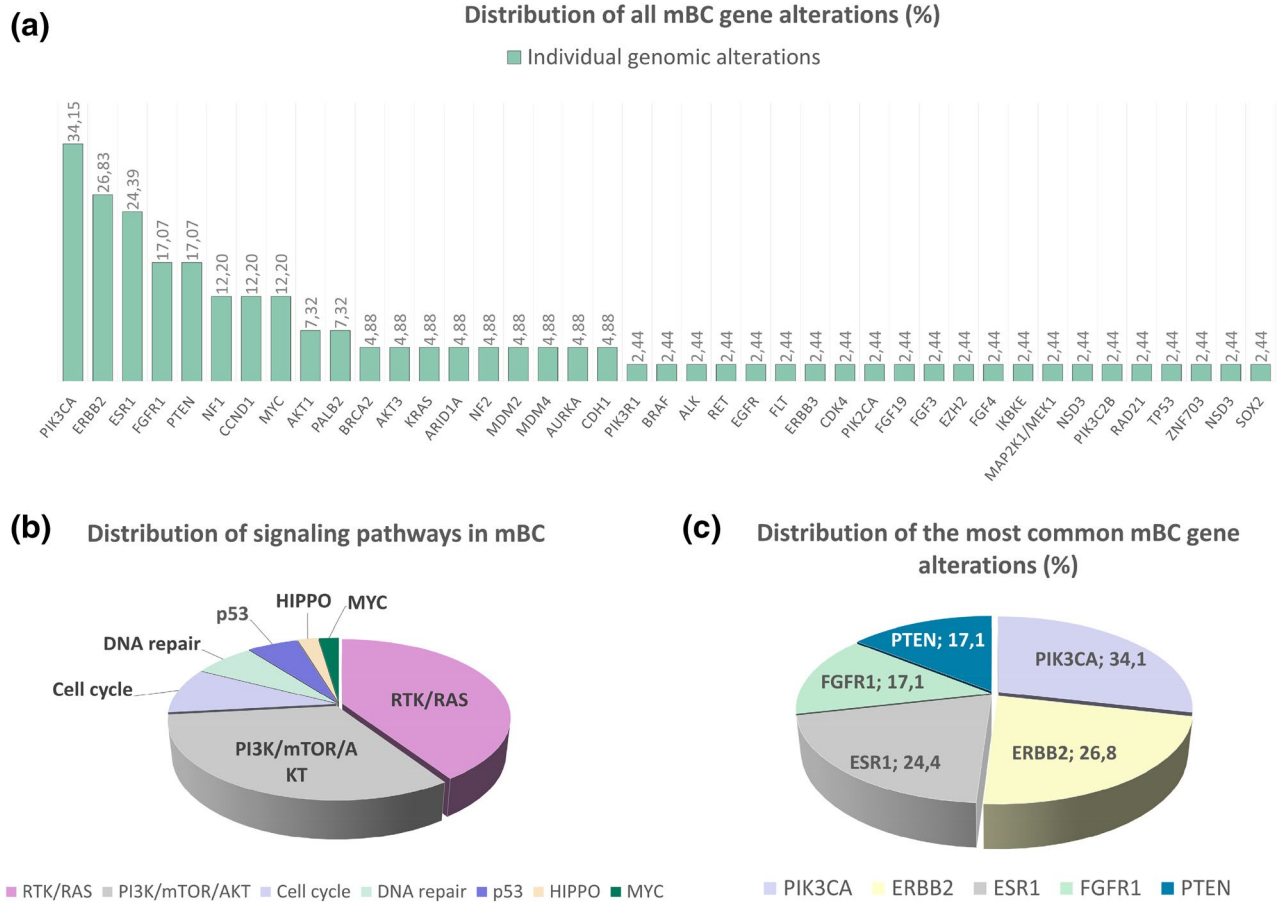 (a)
Distribution of all mBC gene alterations (%)
Individual genomic alterations
34,15 26,83 24,39 17,07 17,07 12,20 12,20 12,20 7,32 7,32 4,88 4,88 4,88 4,88 4,88 4,88 4,88 4,88 4,88 2,44 2,44 2,44 2,44 2,44 2,44 2,44 2,44 2,44 2,44 2,44 2,44 2,44 2,44 2,44 2,44 2,44 2,44 2,44 2,44 2,44 2,44
PIK3CA ERBB2 ESR1 FGFR1 PTEN NF1 CCND1 MYC AKT1 PALB2 BRCA2 AKT3 KRAS ARID1A NF2 MDM2 MDM4 AURKA CDH1 PIK3R1 BRAF ALK RET EGFR FLT ERBB3 CDK4 PIK2CA FGF19 FGF3 EZH2 FGF4 IKBKE MAP2K1/MEK1 NSD3 PIK3C2B RAD21 TP53 ZNF703 NSD3 SOX2
(b)
Distribution of signaling pathways in mBC
HIPPO
MYC
p53
DNA repair
Cell cycle
RTK/RAS
PI3K/mTOR/A
KT
RTK/RAS PI3K/mTOR/AKT Cell cycle DNA repair p53 HIPPO MYC
(c)
Distribution of the most common mBC gene
alterations (%)
PTEN; 17,1
PIK3CA; 34,1
FGFR1; 17,1
ERBB2; 26,8
ESR1; 24,4
PIK3CA ERBB2 ESR1 FGFR1 PTEN